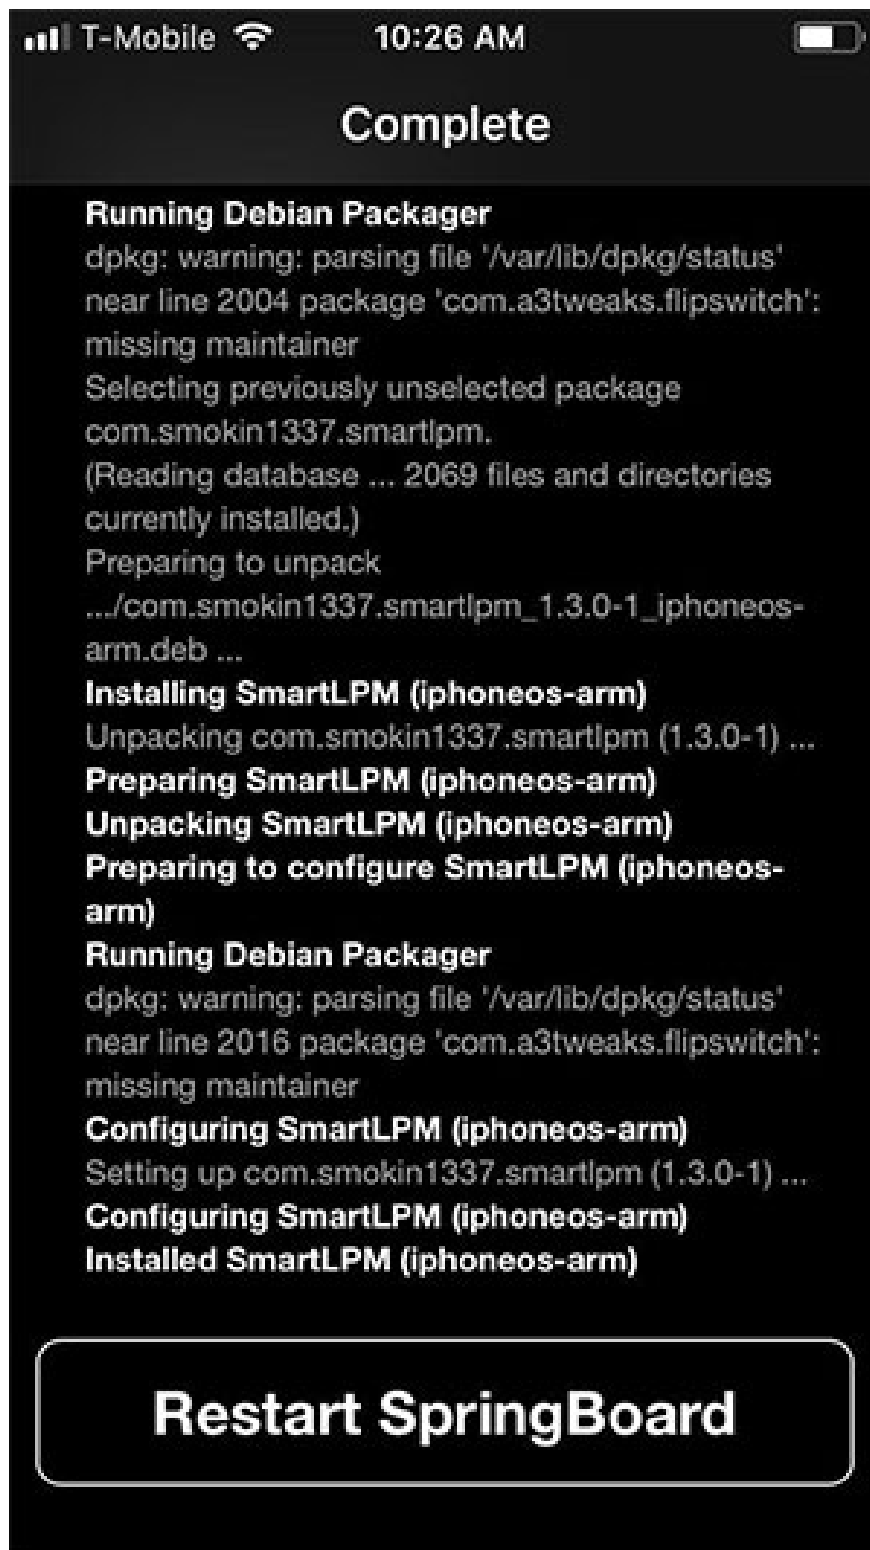 T-Mobile 10:26 AM
Complete
Running Debian Packager
dpkg: warning: parsing file '/var/lib/dpkg/status'
near line 2004 package 'com.a3tweaks.flipswitch':
missing maintainer
Selecting previously unselected package
com.smokin1337.smartlpm.
(Reading database ... 2069 files and directories
currently installed.)
Preparing to unpack
.../com.smokin1337.smartlpm_1.3.0-1_iphoneos-
arm.deb ...
Installing SmartLPM (iphoneos-arm)
Unpacking com.smokin1337.smartlpm (1.3.0-1) ...
Preparing SmartLPM (iphoneos-arm)
Unpacking SmartLPM (iphoneos-arm)
Preparing to configure SmartLPM (iphoneos-
arm)
Running Debian Packager
dpkg: warning: parsing file '/var/lib/dpkg/status'
near line 2016 package 'com.a3tweaks.flipswitch':
missing maintainer
Configuring SmartLPM (iphoneos-arm)
Setting up com.smokin1337.smartlpm (1.3.0-1) ...
Configuring SmartLPM (iphoneos-arm)
Installed SmartLPM (iphoneos-arm)
Restart SpringBoard